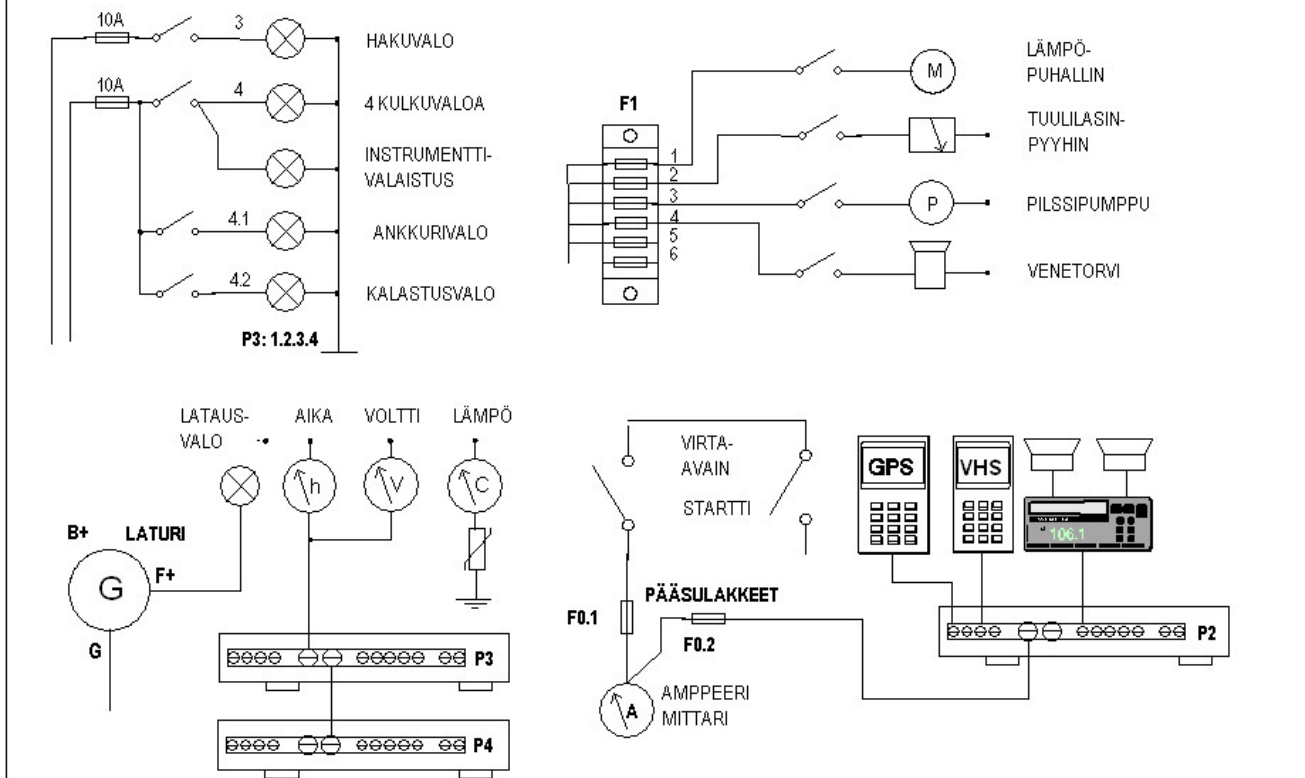 10A
3
HAKUVALO
10A
4
4 KULKUVALOA
INSTRUMENTTI-
VALAISTUS
4.1
ANKKURIVALO
4.2
KALASTUSVALO
P3: 1.2.3.4
F1
1
2
3
4
5
6
M
LÄMPÖ-
PUHALLIN
TUULILASIN-
PYYHIN
P
PILSSIPUMPPU
VENETORVI
LATAUS-
VALO
AIKA
VOLTTI
LÄMPÖ
h
V
C
B+
LATURI
G
F+
G
P3
P4
VIRTA-
AVAIN
STARTTI
PÄÄSULAKKEET
F0.1
F0.2
A
AMPPEERI
MITTARI
GPS
VHS
106.1
P2